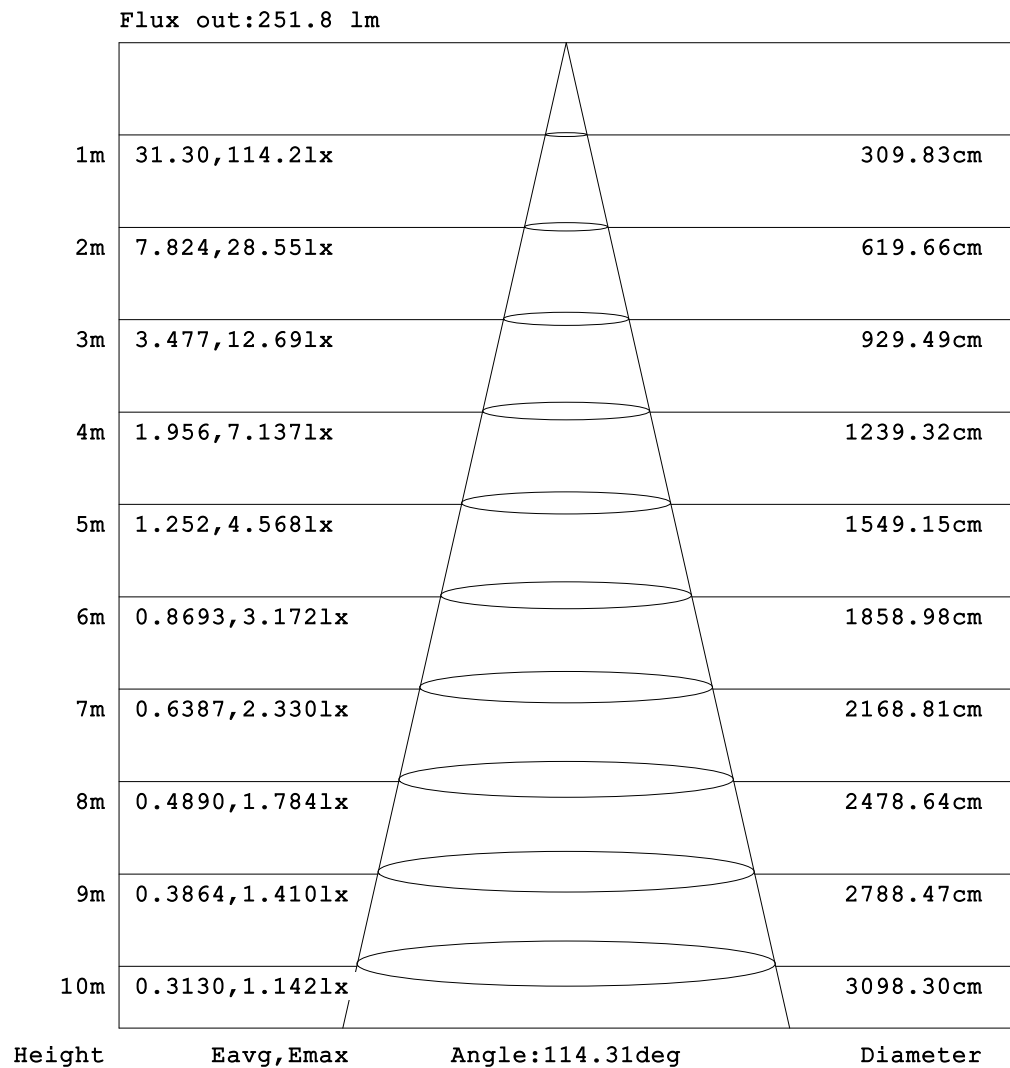 Flux out:251.8 lm
1m 31.30,114.2lx 309.83cm
2m 7.824,28.55lx 619.66cm
3m 3.477,12.69lx 929.49cm
4m 1.956,7.137lx 1239.32cm
5m 1.252,4.568lx 1549.15cm
6m 0.8693,3.172lx 1858.98cm
7m 0.6387,2.330lx 2168.81cm
8m 0.4890,1.784lx 2478.64cm
9m 0.3864,1.410lx 2788.47cm
10m 0.3130,1.142lx 3098.30cm
Height Eavg,Emax Angle:114.31deg Diameter